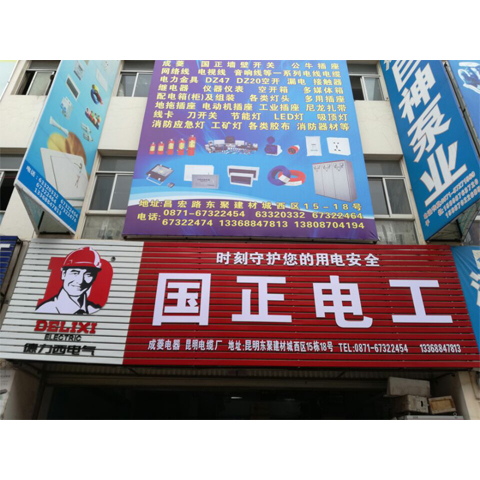 成菱 国正墙壁开关 公牛插座
网络线 电视线 音响线等一系列电线电缆
电力金具 DZ47 DZ20空开 漏电 接触器
继电器 仪器仪表 空开箱 多媒体箱
配电箱(柜)及组装 各类灯头 多用插座
地拖插座 电动机插座 工业插座 尼龙扎带
线卡 刀开关 节能灯 LED灯 吸顶灯
消防应急灯 工矿灯 各类胶布 消防器材等
地址:昌宏路东聚建材城西区15-18号
电话: 0871-67322454 63320332 67322464
67322474 13368847813 13808704194
巨神泵业
时刻守护您的用电安全
国正电工
DELIXI
ELECTRIC
德力西电气
成菱电器 昆明电缆厂 地址:昆明东聚建材城西区15栋18号 TEL:0871-67322454 13368847813